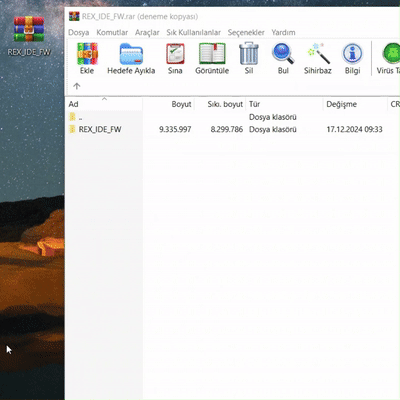 REX_IDE_FW
REX_IDE_FW.rar (deneme kopyası)
Dosya Komutlar Araçlar Sık Kullanılanlar Seçenekler Yardım
Ekle Hedefe Ayıkla Sına Görüntüle Sil Bul Sihirbaz Bilgi Virüs Ta
Ad Boyut Sıkı. boyut Tür Değişme CR
.. Dosya klasörü
REX_IDE_FW 9.335.997 8.299.786 Dosya klasörü 17.12.2024 09:33